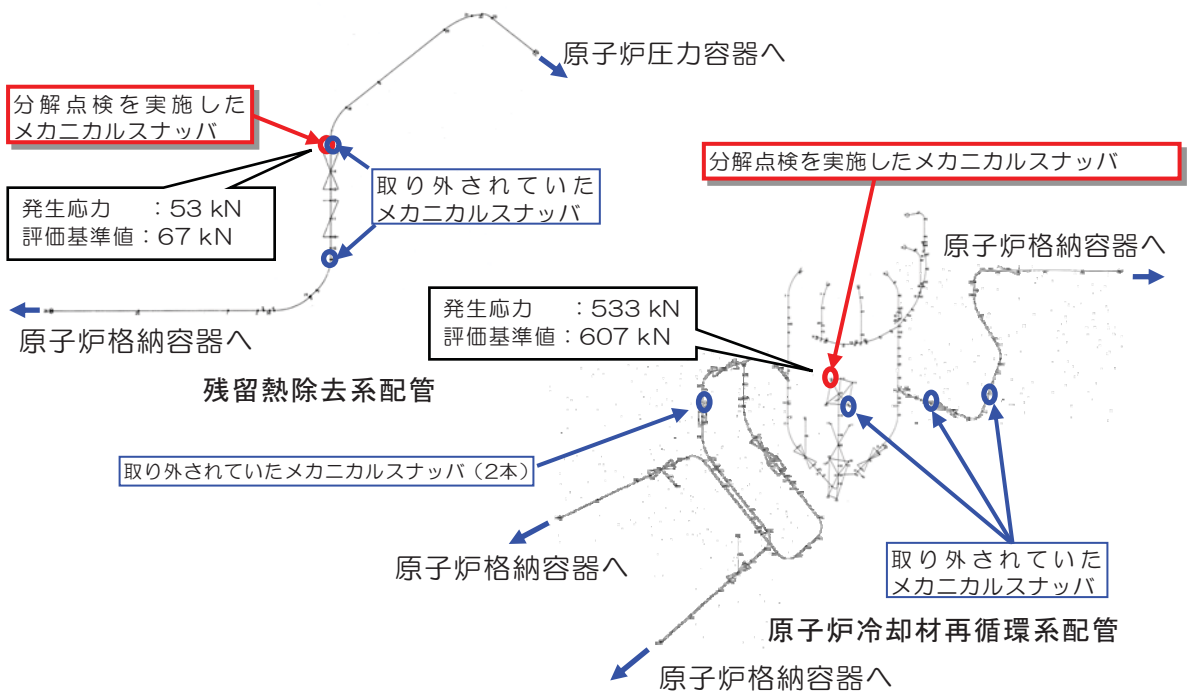 原子炉圧力容器へ
分解点検を実施した
メカニカルスナッバ
取り外されていた
メカニカルスナッバ
発生応力　：53 kN
評価基準値：67 kN
原子炉格納容器へ
残留熱除去系配管
分解点検を実施したメカニカルスナッバ
原子炉格納容器へ
発生応力　：533 kN
評価基準値：607 kN
取り外されていたメカニカルスナッバ（2本）
原子炉格納容器へ
取り外されていた
メカニカルスナッバ
原子炉冷却材再循環系配管
原子炉格納容器へ